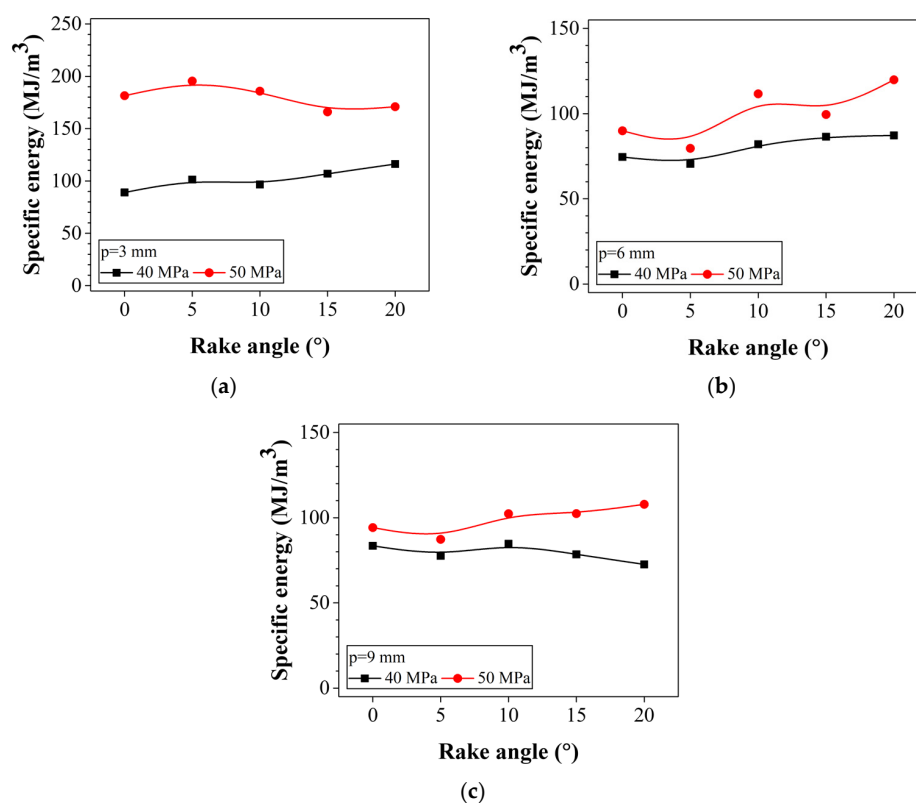 Specific energy (MJ/m³)
250
200
150
100
50
0
p=3 mm
40 MPa 50 MPa
0 5 10 15 20
Rake angle (°)
(a)
Specific energy (MJ/m³)
150
100
50
0
p=6 mm
40 MPa 50 MPa
0 5 10 15 20
Rake angle (°)
(b)
Specific energy (MJ/m³)
150
100
50
0
p=9 mm
40 MPa 50 MPa
0 5 10 15 20
Rake angle (°)
(c)